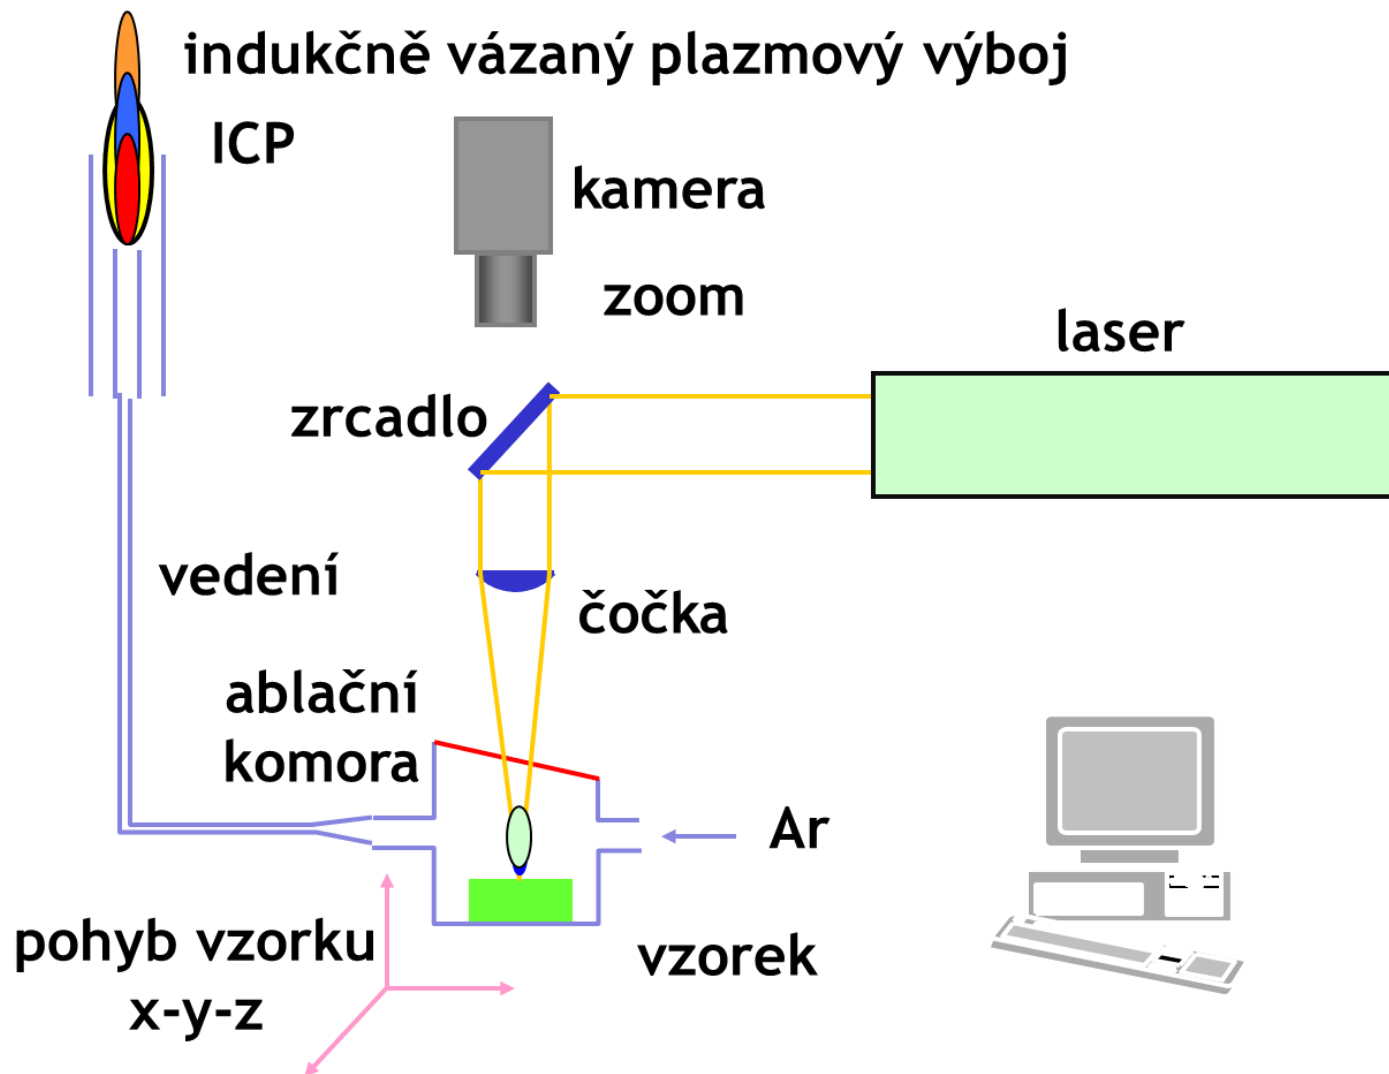 indukčně vázaný plazmový výboj
ICP
kamera
zoom
laser
zrcadlo
vedení
čočka
ablační
komora
Ar
pohyb vzorku
x-y-z
vzorek